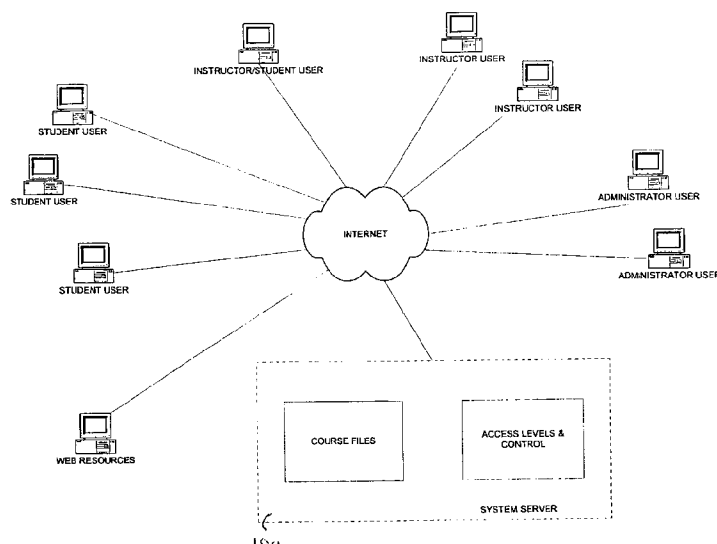 INSTRUCTOR/STUDENT USER
INSTRUCTOR USER
INSTRUCTOR USER
STUDENT USER
STUDENT USER
STUDENT USER
ADMINISTRATOR USER
ADMINISTRATOR USER
INTERNET
WEB RESOURCES
COURSE FILES
ACCESS LEVELS &
CONTROL
SYSTEM SERVER